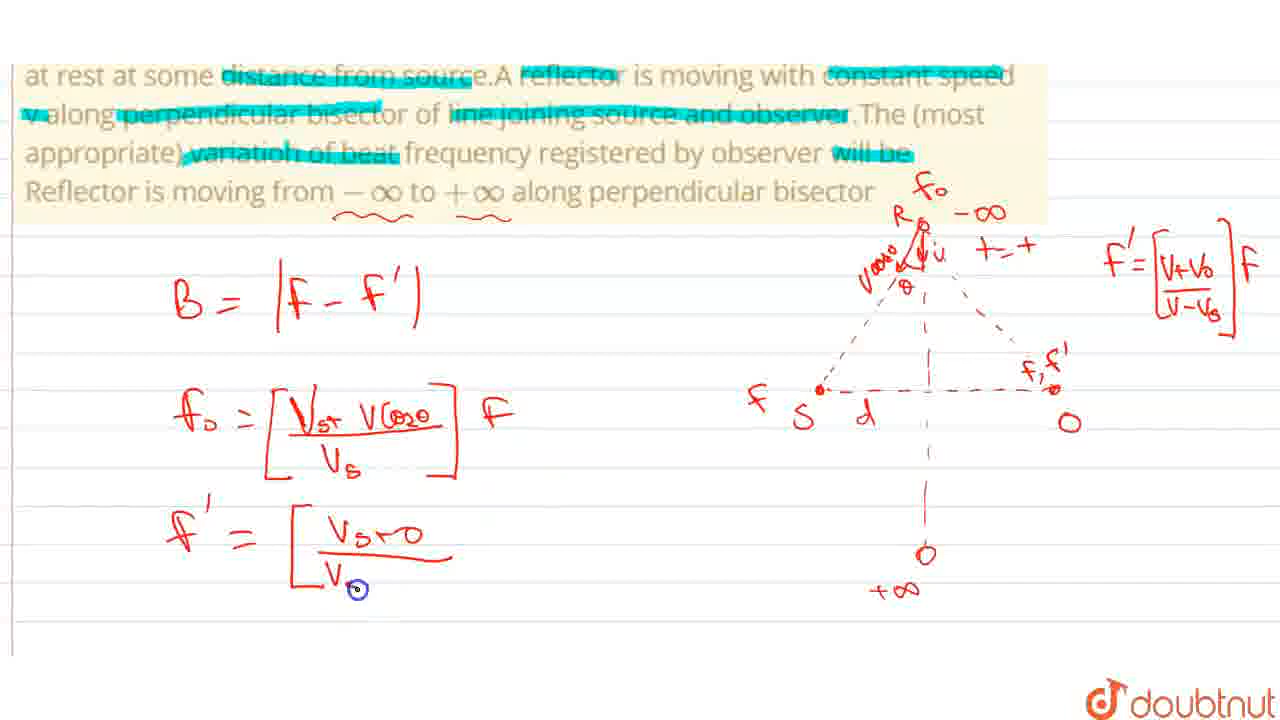 at rest at some distance from source.A reflector is moving with constant speed
v along perpendicular bisector of line joining source and observer.The (most
appropriate) variation of beat frequency registered by observer will be
Reflector is moving from −∞ to +∞ along perpendicular bisector
f₀
R -∞
+ - +
v
vcosθ
θ
f' = [V+V₀ / V-Vₛ] F
B = |f - f'|
f, f'
f
S d O
f₀ = [Vₛ + Vcosθ / Vₛ] F
f' = [Vₛ+0 / Vₛ
+∞
doubtnut